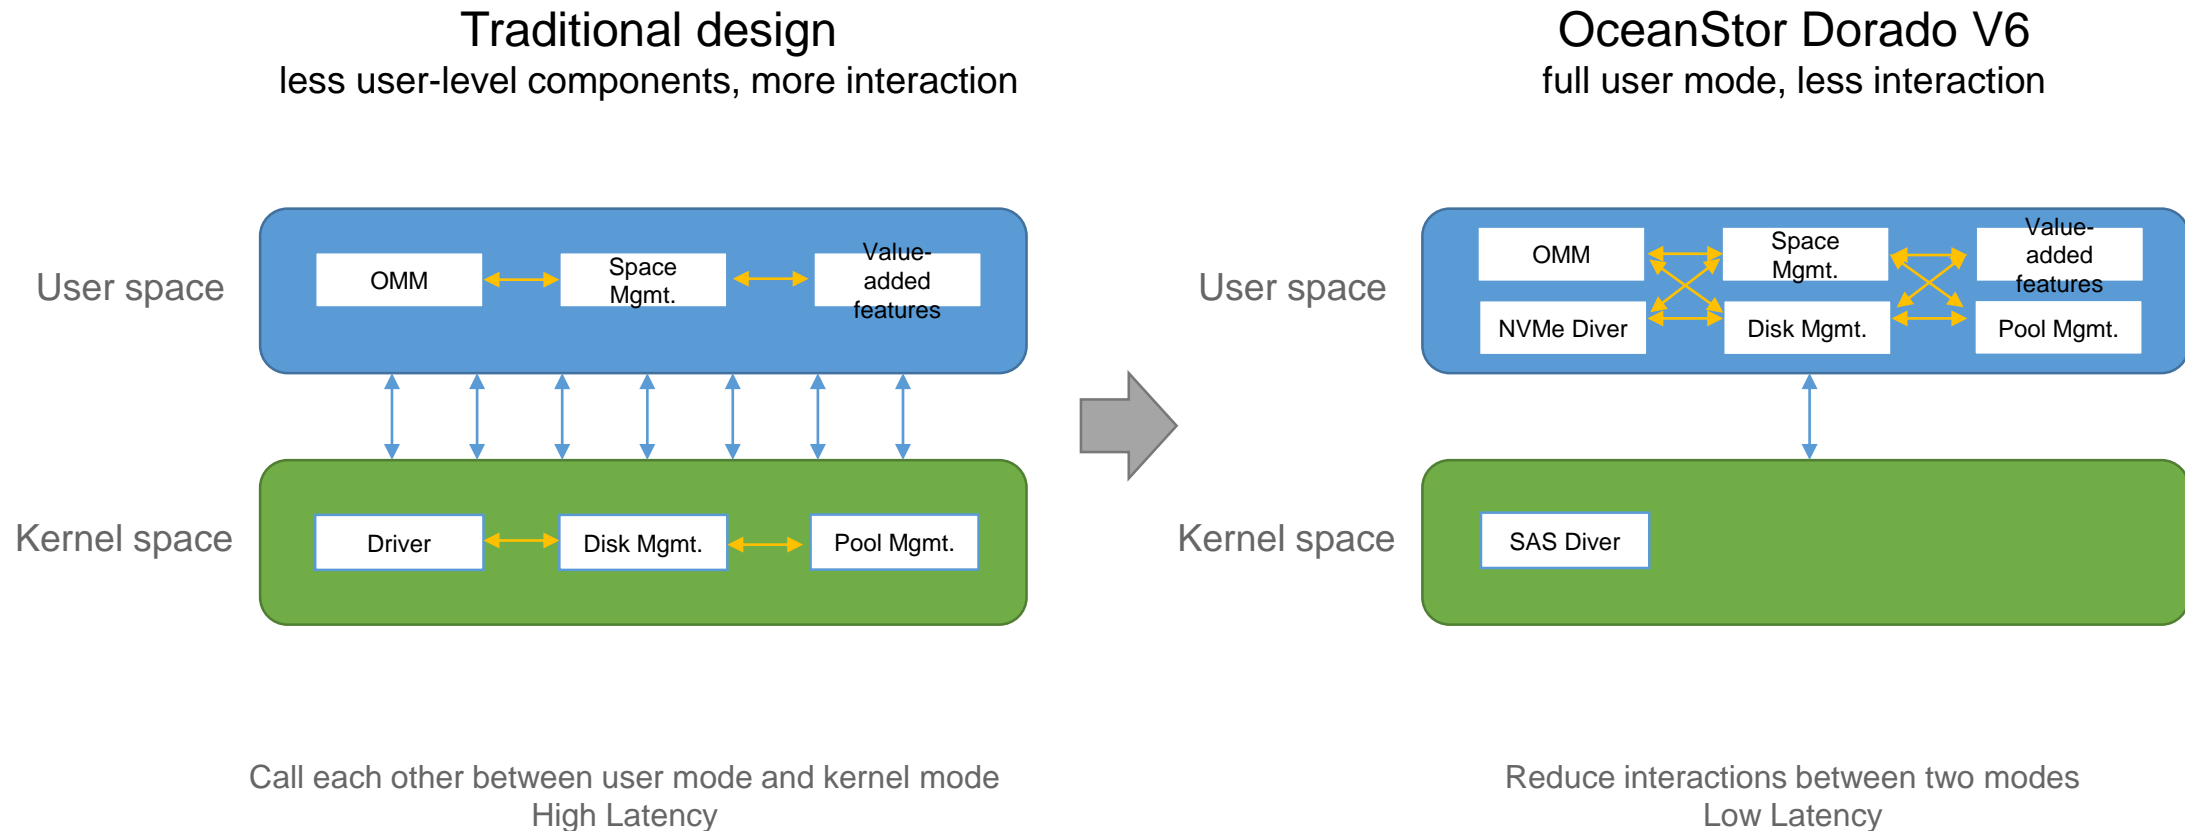 Traditional design
less user-level components, more interaction
User space
OMM
Space
Mgmt.
Value-
added
features
Kernel space
Driver
Disk Mgmt.
Pool Mgmt.
Call each other between user mode and kernel mode
High Latency
OceanStor Dorado V6
full user mode, less interaction
User space
OMM
Space
Mgmt.
Value-
added
features
NVMe Diver
Disk Mgmt.
Pool Mgmt.
Kernel space
SAS Diver
Reduce interactions between two modes
Low Latency